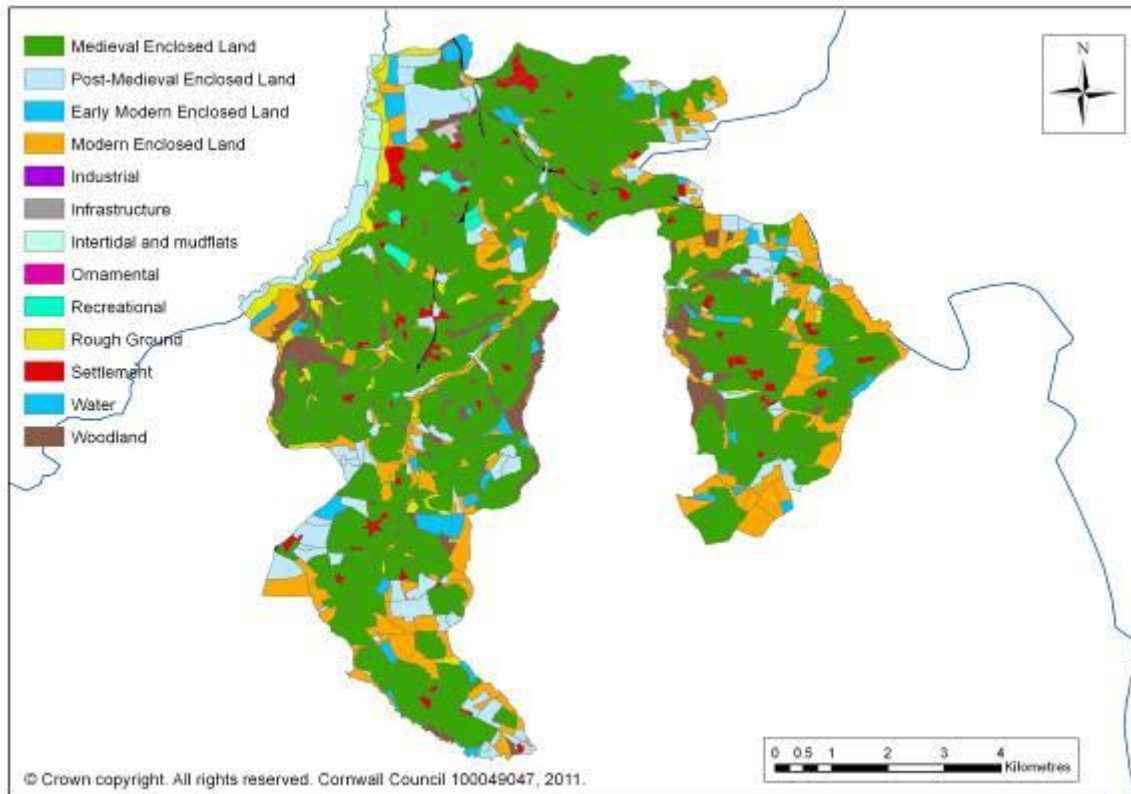 Medieval Enclosed Land
Post-Medieval Enclosed Land
Early Modern Enclosed Land
Modern Enclosed Land
Industrial
Infrastructure
Intertidal and mudflats
Ornamental
Recreational
Rough Ground
Settlement
Water
Woodland
N
0 0.5 1 2 3 4
Kilometres
© Crown copyright. All rights reserved. Cornwall Council 100049047, 2011.